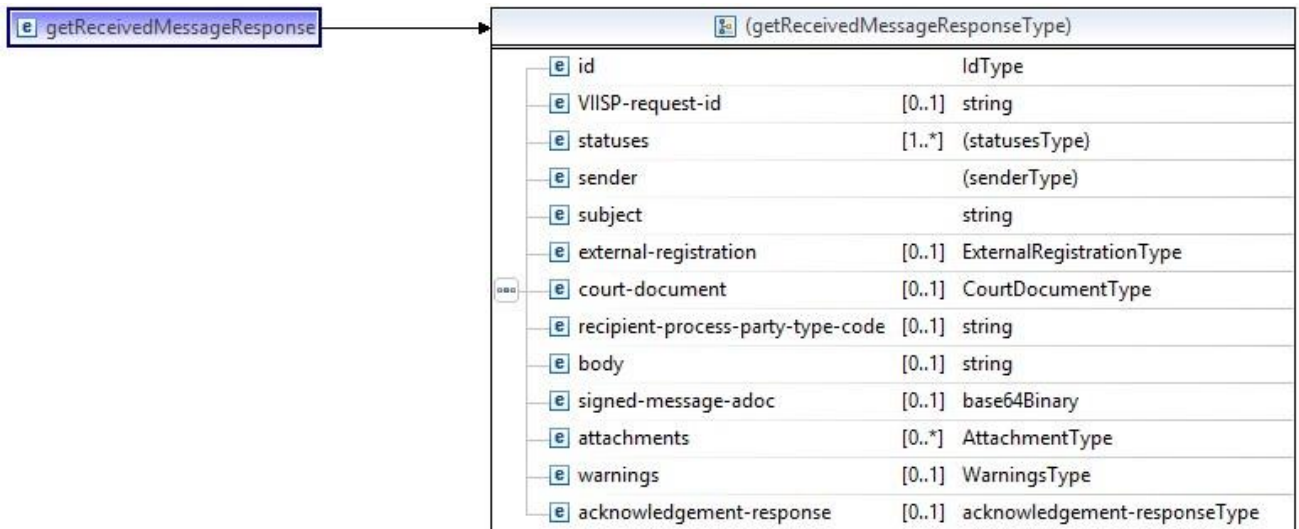 e getReceivedMessageResponse
(getReceivedMessageResponseType)
e id IdType
e VIISP-request-id [0..1] string
e statuses [1..*] (statusesType)
e sender (senderType)
e subject string
e external-registration [0..1] ExternalRegistrationType
e court-document [0..1] CourtDocumentType
e recipient-process-party-type-code [0..1] string
e body [0..1] string
e signed-message-adoc [0..1] base64Binary
e attachments [0..*] AttachmentType
e warnings [0..1] WarningsType
e acknowledgement-response [0..1] acknowledgement-responseType